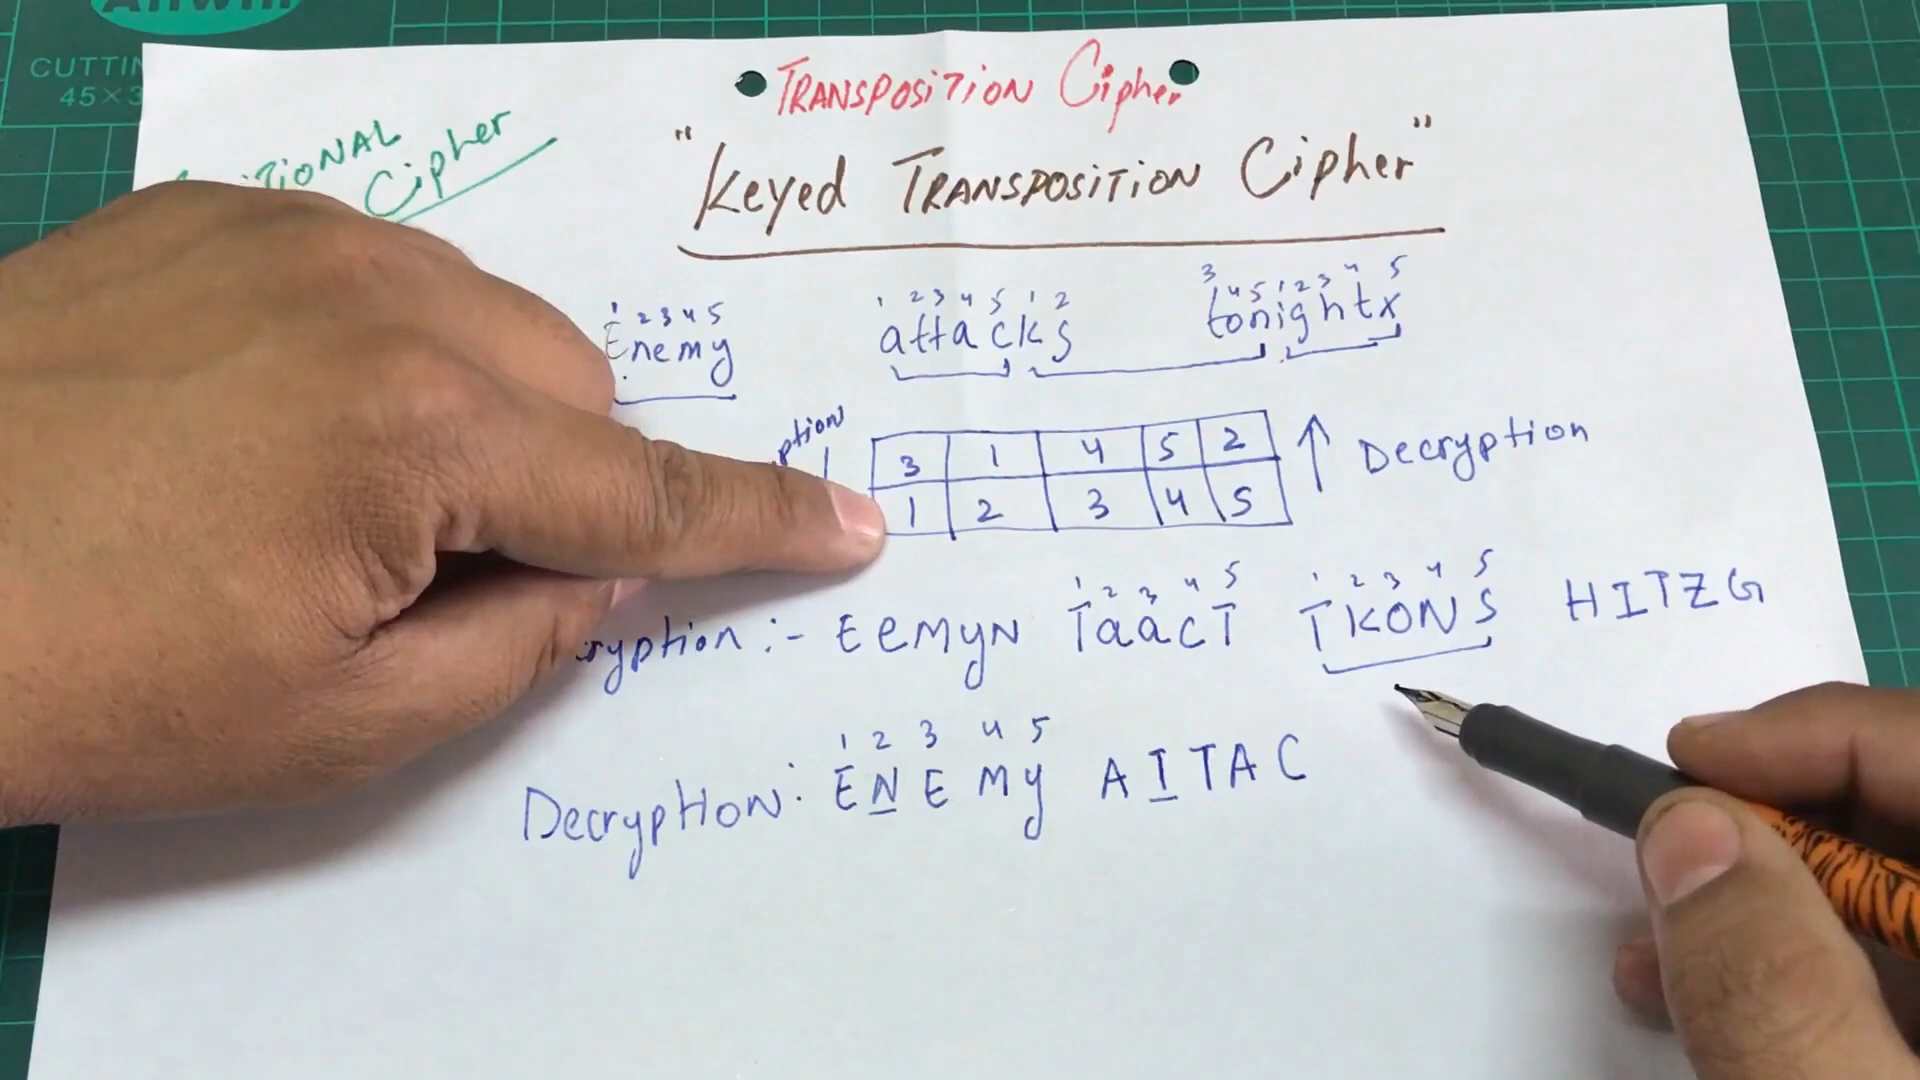 CUTTIN
45×3
TRANSPOSITION Cipher
Cipher
"Keyed TRANSPOSITION Cipher"
1 2 3 4 5 1 2 3 4 5 1 2 3 4 5 1 2 3 4 5
Enemy attacks tonightx
ption
3 1 4 5 2
↑ Decryption
1 2 3 4 5
1 2 3 4 5 1 2 3 4 5
ryption :- EEMYN TaacT TKONS HITZG
1 2 3 4 5
Decryption: ENEMY AITAC